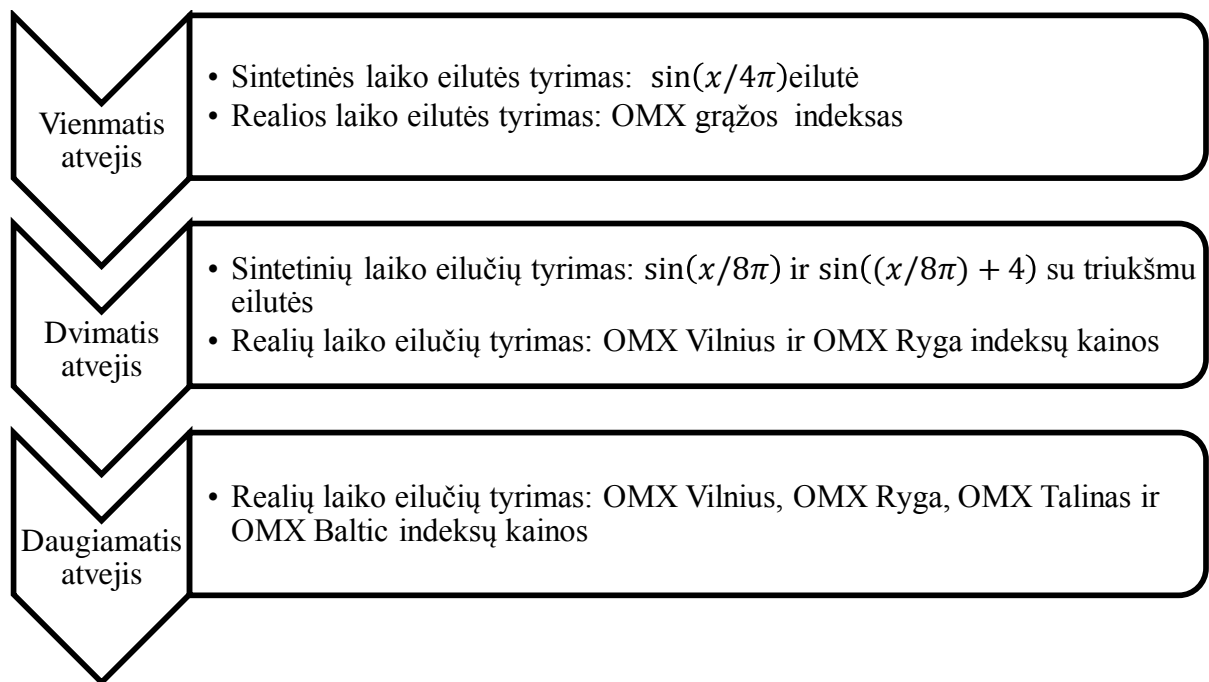 Vienmatis
atvejis
• Sintetinės laiko eilutės tyrimas: sin(𝑥/4𝜋)eilutė
• Realios laiko eilutės tyrimas: OMX grąžos indeksas
Dvimatis
atvejis
• Sintetinių laiko eilučių tyrimas: sin(𝑥/8𝜋) ir sin((𝑥/8𝜋) + 4) su triukšmu
eilutės
• Realių laiko eilučių tyrimas: OMX Vilnius ir OMX Ryga indeksų kainos
Daugiamatis
atvejis
• Realių laiko eilučių tyrimas: OMX Vilnius, OMX Ryga, OMX Talinas ir
OMX Baltic indeksų kainos